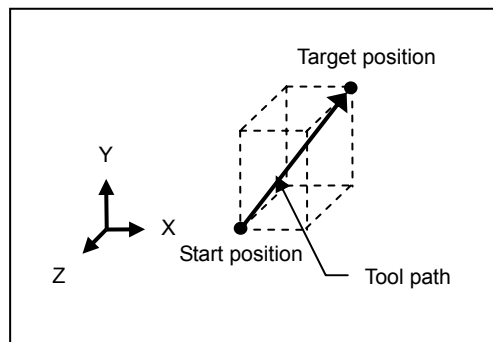 Target position
Y
X
Start position
Z
Tool path